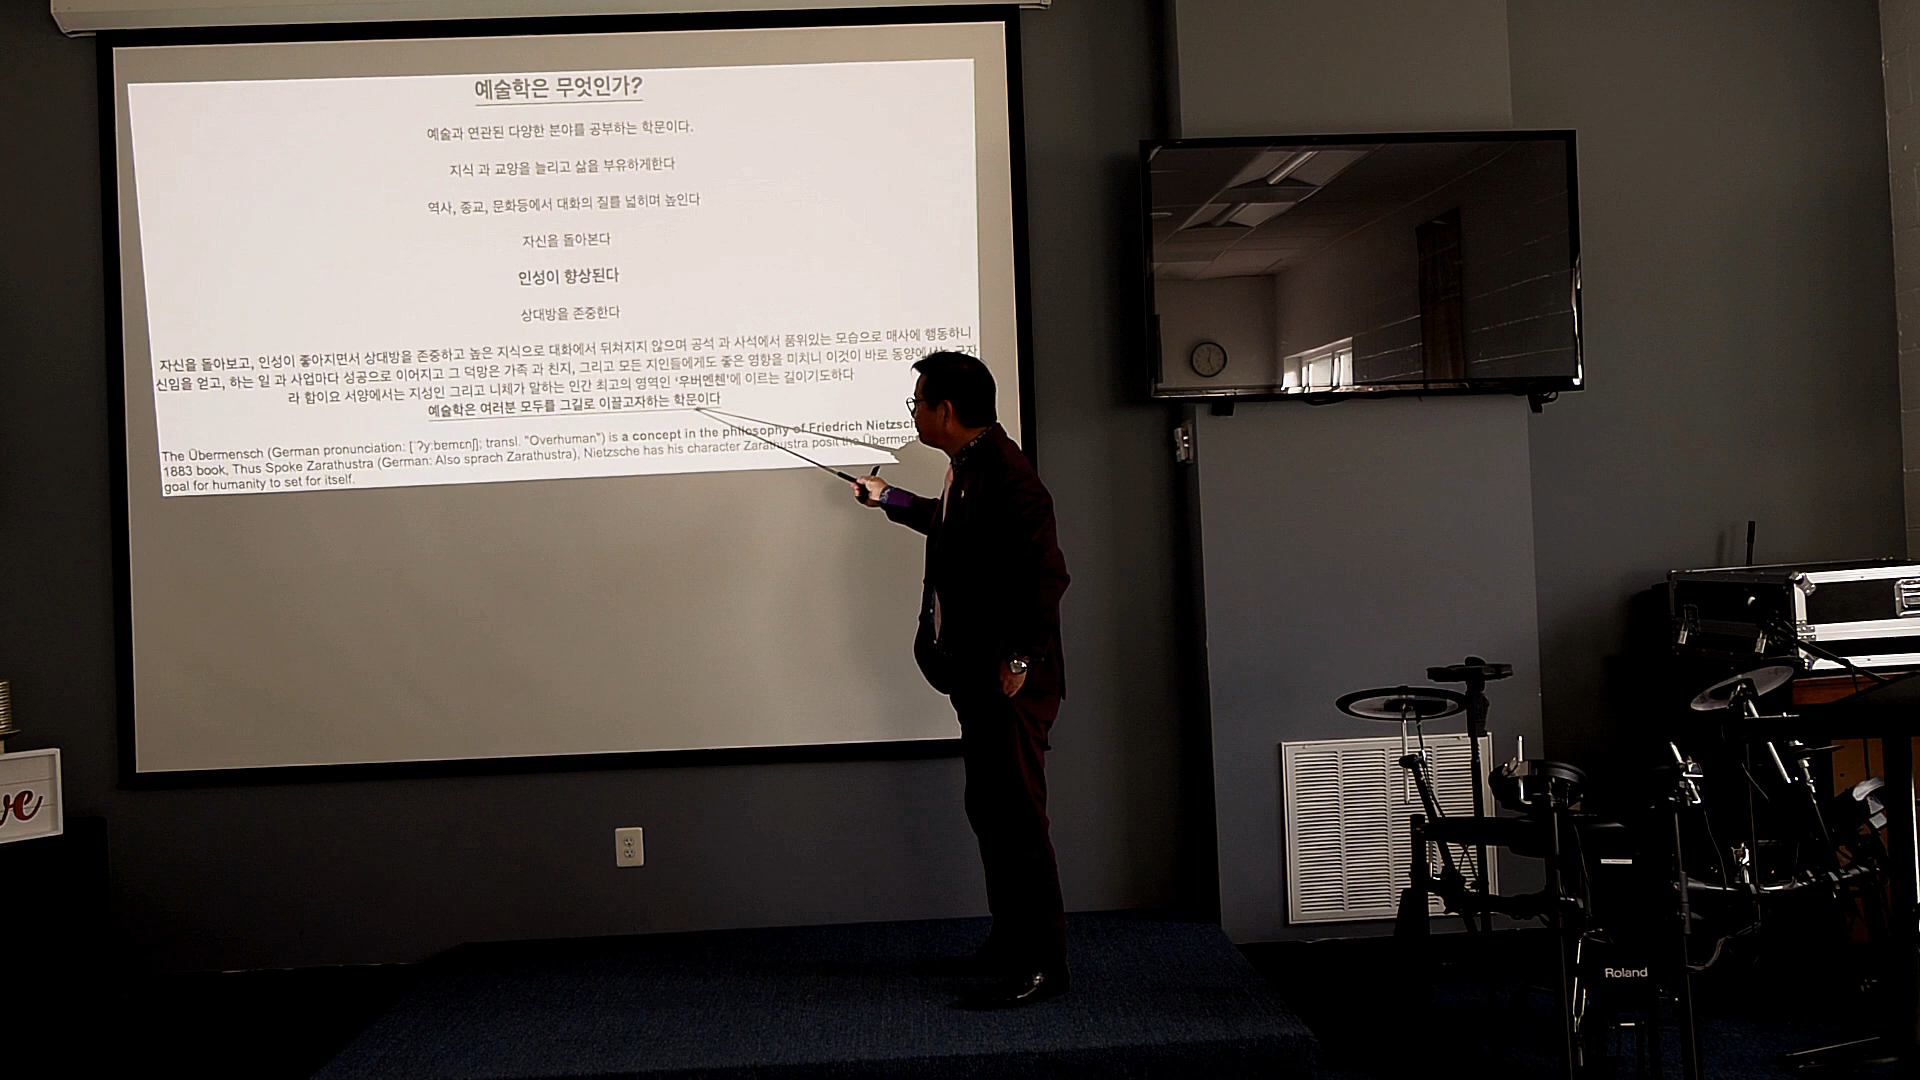 예술학은 무엇인가?
예술과 연관된 다양한 분야를 공부하는 학문이다.
지식 과 교양을 늘리고 삶을 부유하게한다
역사, 종교, 문화등에서 대화의 질를 넓히며 높인다
자신을 돌아본다
인성이 향상된다
상대방을 존중한다
자신을 돌아보고, 인성이 좋아지면서 상대방을 존중하고 높은 지식으로 대화에서 뒤쳐지지 않으며 공석 과 사석에서 품위있는 모습으로 매사에 행동하니
신임을 얻고, 하는 일 과 사업마다 성공으로 이어지고 그 덕망은 가족 과 친지, 그리고 모든 지인들에게도 좋은 영향을 미치니 이것이 바로 동양에서는 군자
라 함이요 서양에서는 지성인 그리고 니체가 말하는 인간 최고의 영역인 '우버멘첸'에 이르는 길이기도하다
예술학은 여러분 모두를 그길로 이끌고자하는 학문이다
The Übermensch (German pronunciation: [ˈʔyːbɐmɛnʃ]; transl. "Overhuman") is a concept in the philosophy of Friedrich
1883 book, Thus Spoke Zarathustra (German: Also sprach Zarathustra), Nietzsche has his character Zarathustra posit the
goal for humanity to set for itself.
ve
Roland